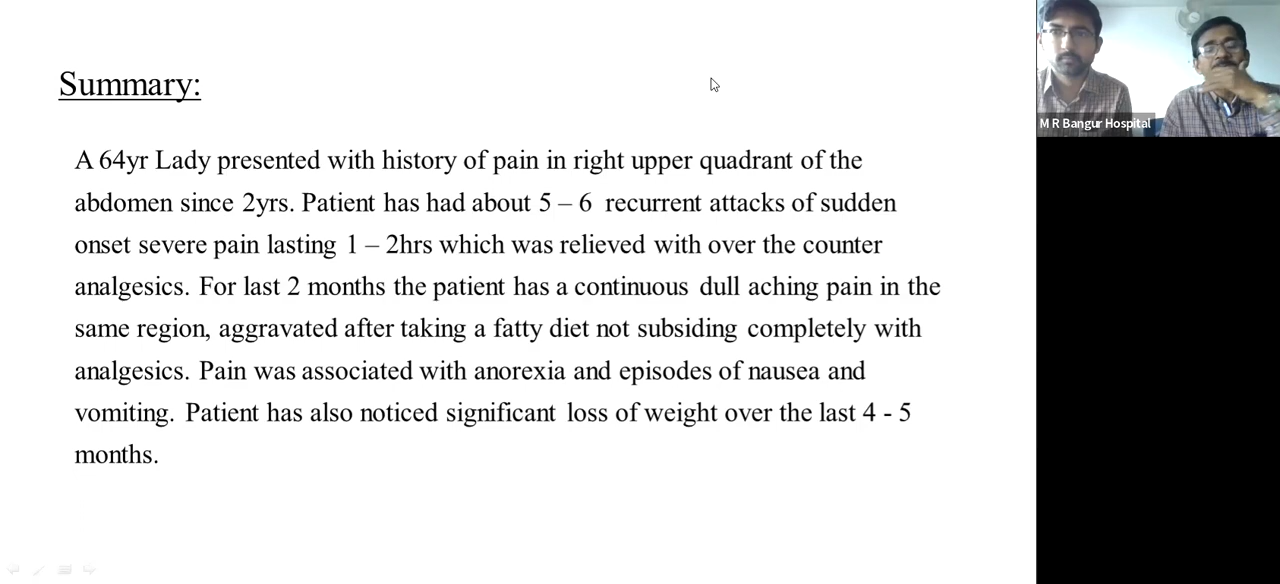 Summary:
A 64yr Lady presented with history of pain in right upper quadrant of the
abdomen since 2yrs. Patient has had about 5 – 6 recurrent attacks of sudden
onset severe pain lasting 1 – 2hrs which was relieved with over the counter
analgesics. For last 2 months the patient has a continuous dull aching pain in the
same region, aggravated after taking a fatty diet not subsiding completely with
analgesics. Pain was associated with anorexia and episodes of nausea and
vomiting. Patient has also noticed significant loss of weight over the last 4 - 5
months.
M R Bangur Hospital